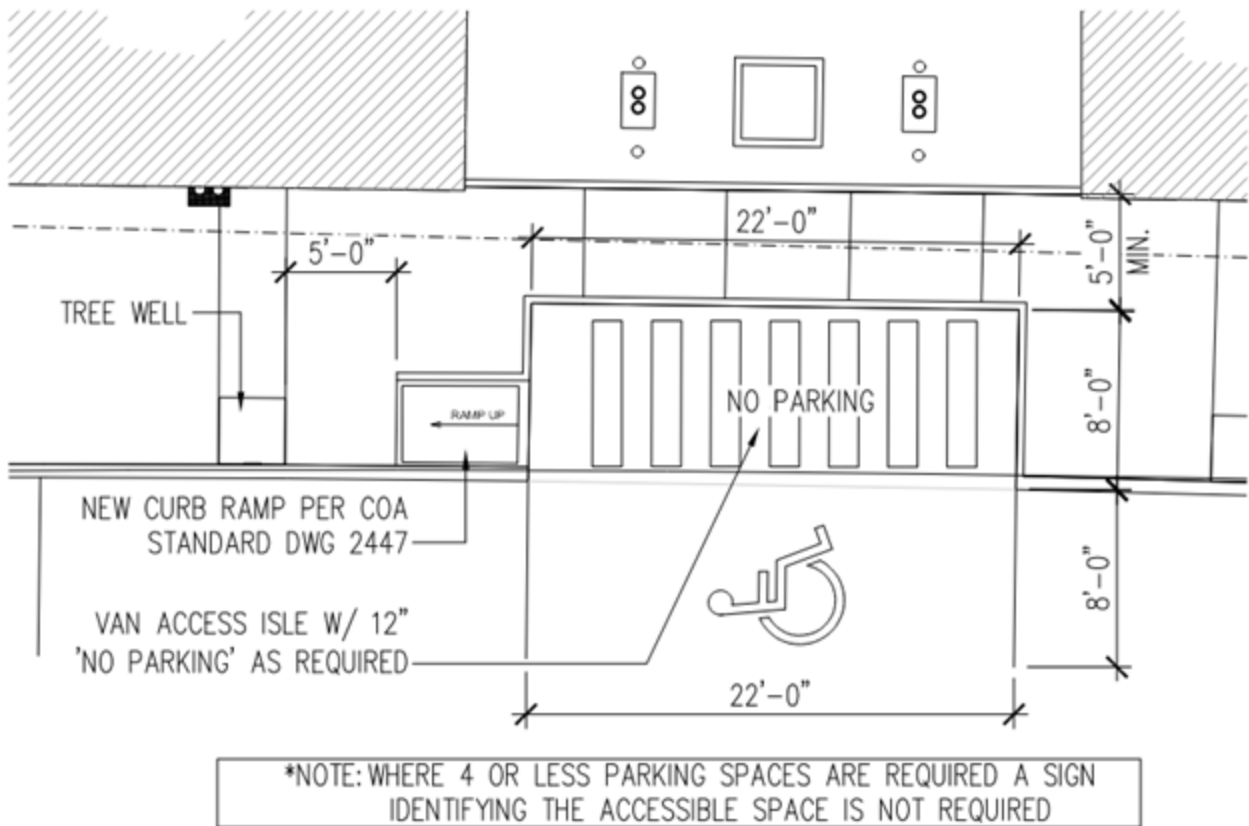 22'-0"
5'-0"
5'-0"
MIN.
TREE WELL
RAMP UP
NO PARKING
8'-0"
NEW CURB RAMP PER COA
STANDARD DWG 2447
8'-0"
VAN ACCESS ISLE W/ 12"
'NO PARKING' AS REQUIRED
22'-0"
*NOTE: WHERE 4 OR LESS PARKING SPACES ARE REQUIRED A SIGN
IDENTIFYING THE ACCESSIBLE SPACE IS NOT REQUIRED